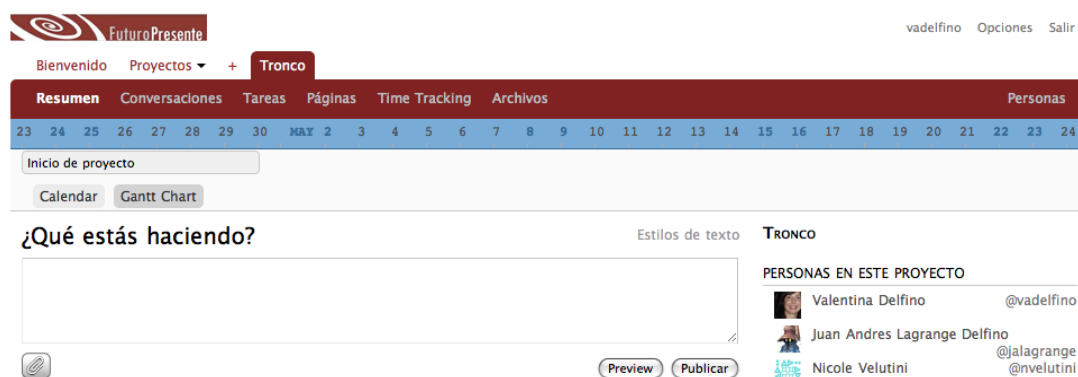 FuturoPresente
vadelfino Opciones Salir
Bienvenido Proyectos + Tronco
Resumen Conversaciones Tareas Páginas Time Tracking Archivos Personas
23 24 25 26 27 28 29 30 MAY 2 3 4 5 6 7 8 9 10 11 12 13 14 15 16 17 18 19 20 21 22 23 24
Inicio de proyecto
Calendar Gantt Chart
¿Qué estás haciendo? Estilos de texto
TRONCO
PERSONAS EN ESTE PROYECTO
Valentina Delfino @vadelfino
Juan Andres Lagrange Delfino
@jalagrange
Nicole Velutini @nvelutini
Preview Publicar